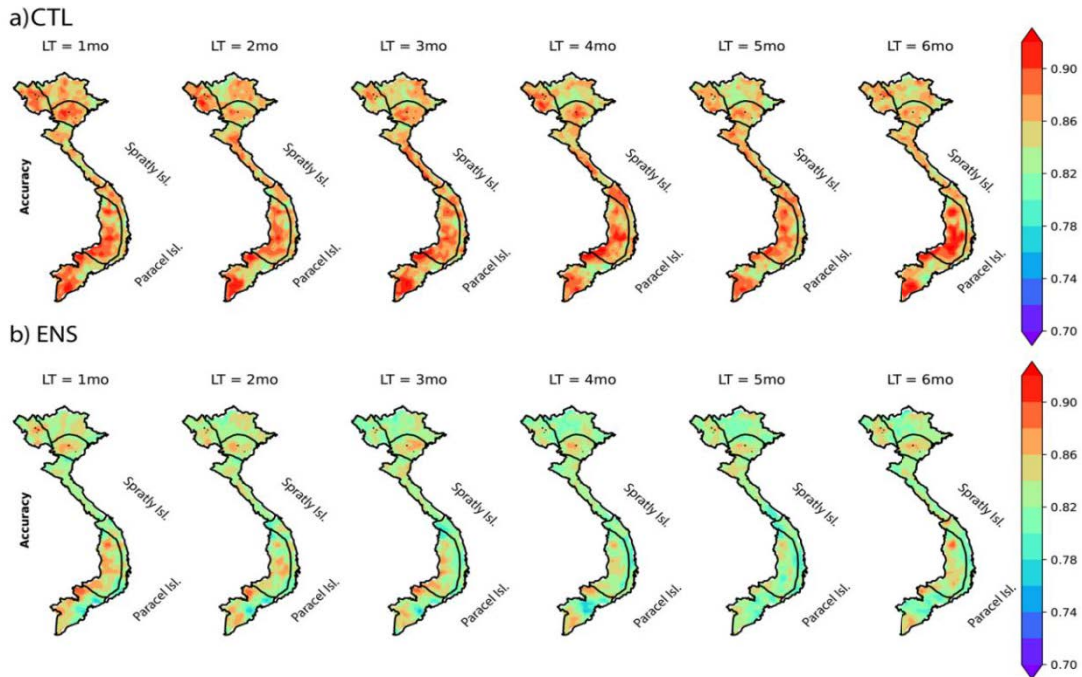 a)CTL
LT = 1mo
LT = 2mo
LT = 3mo
LT = 4mo
LT = 5mo
LT = 6mo
Accuracy
Spratly Isl.
Paracel Isl.
Spratly Isl.
Paracel Isl.
Spratly Isl.
Paracel Isl.
Spratly Isl.
Paracel Isl.
Spratly Isl.
Paracel Isl.
Spratly Isl.
Paracel Isl.
0.90
0.86
0.82
0.78
0.74
0.70
b) ENS
LT = 1mo
LT = 2mo
LT = 3mo
LT = 4mo
LT = 5mo
LT = 6mo
Accuracy
Spratly Isl.
Paracel Isl.
Spratly Isl.
Paracel Isl.
Spratly Isl.
Paracel Isl.
Spratly Isl.
Paracel Isl.
Spratly Isl.
Paracel Isl.
Spratly Isl.
Paracel Isl.
0.90
0.86
0.82
0.78
0.74
0.70